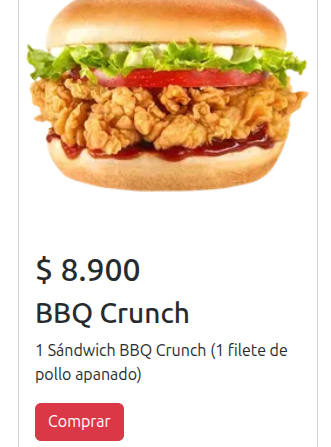 $ 8.900
BBQ Crunch
1 Sándwich BBQ Crunch (1 filete de
pollo apanado)
Comprar